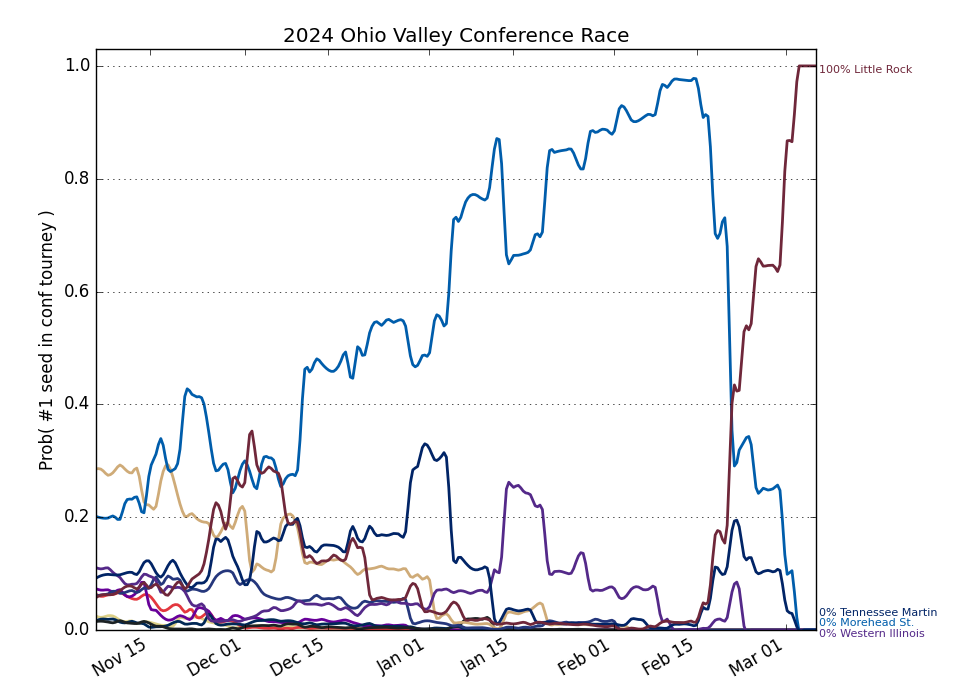 2024 Ohio Valley Conference Race
Prob( #1 seed in conf tourney )
1.0
0.8
0.6
0.4
0.2
0.0
Nov 15
Dec 01
Dec 15
Jan 01
Jan 15
Feb 01
Feb 15
Mar 01
100% Little Rock
0% Tennessee Martin
0% Morehead St.
0% Western Illinois